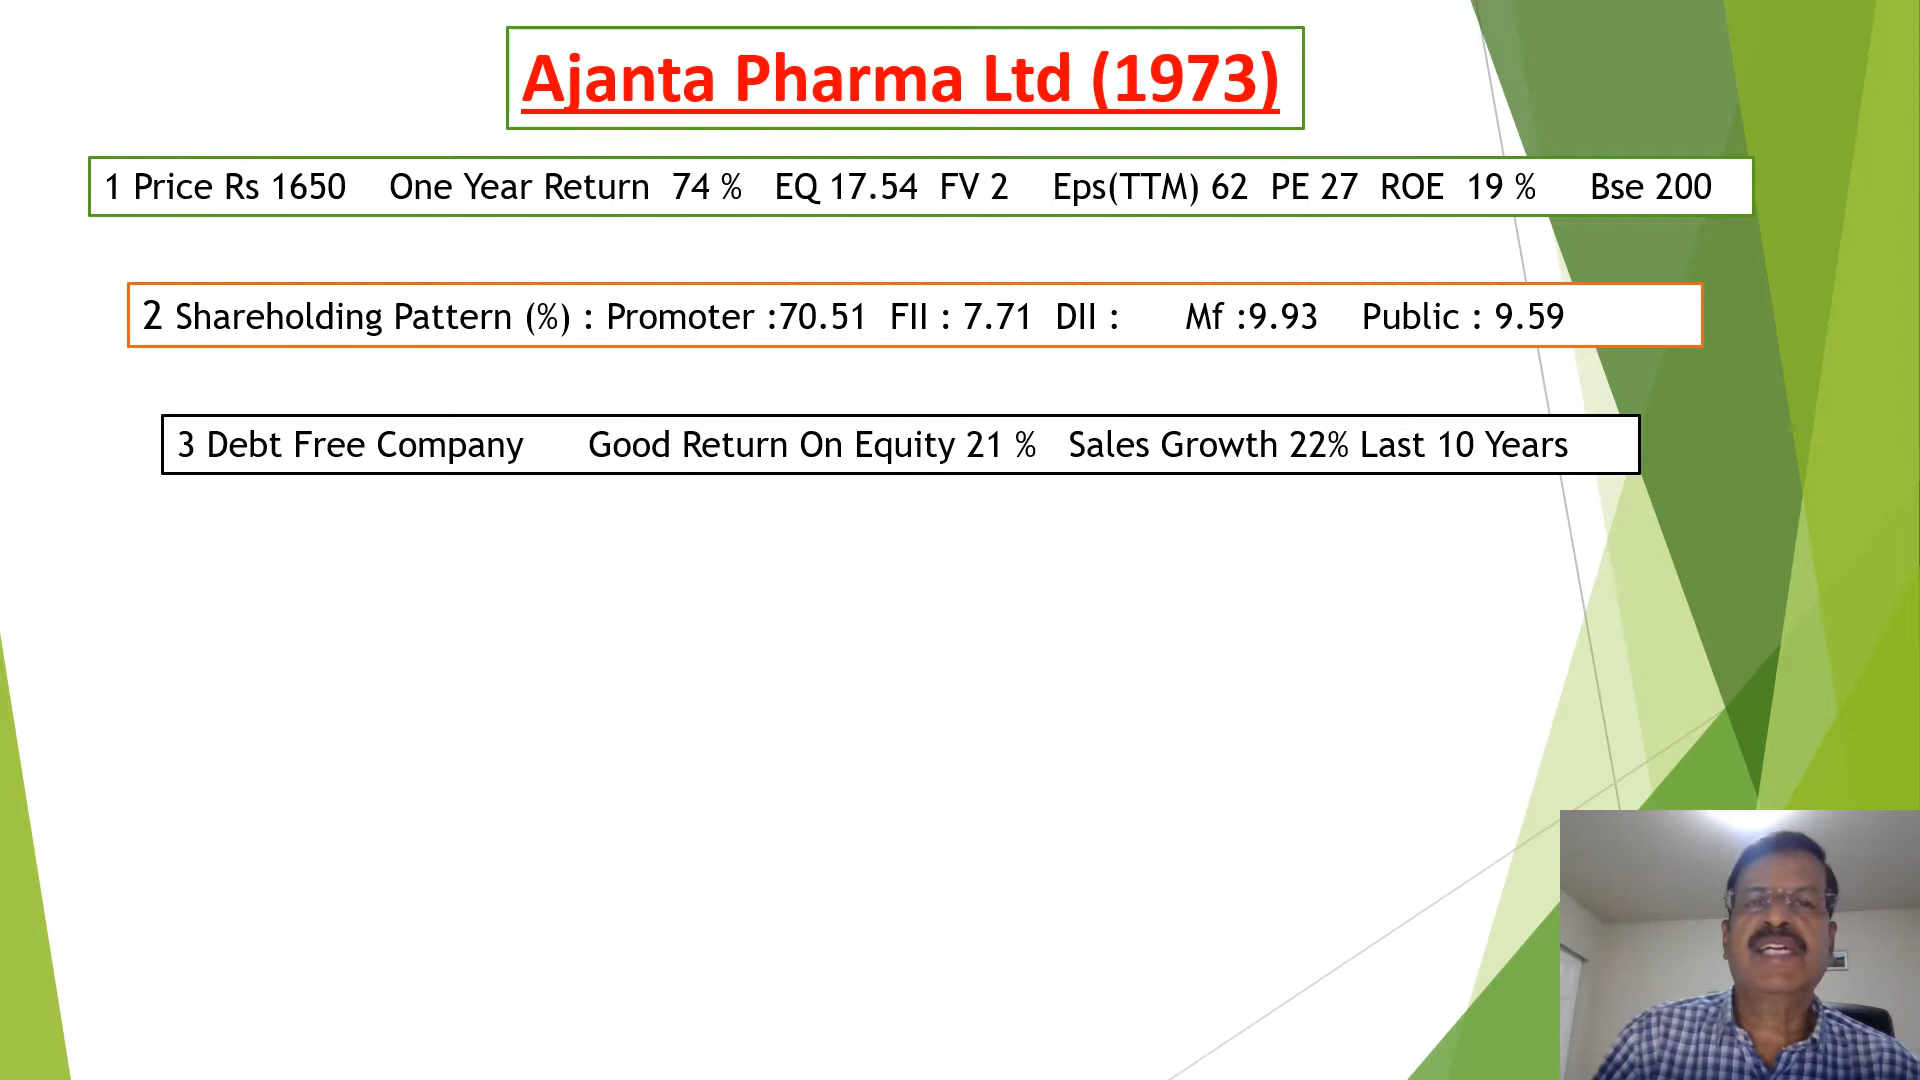 Ajanta Pharma Ltd (1973)
1 Price Rs 1650 One Year Return 74 % EQ 17.54 FV 2 Eps(TTM) 62 PE 27 ROE 19 % Bse 200
2 Shareholding Pattern (%) : Promoter :70.51 FII : 7.71 DII : Mf :9.93 Public : 9.59
3 Debt Free Company Good Return On Equity 21 % Sales Growth 22% Last 10 Years